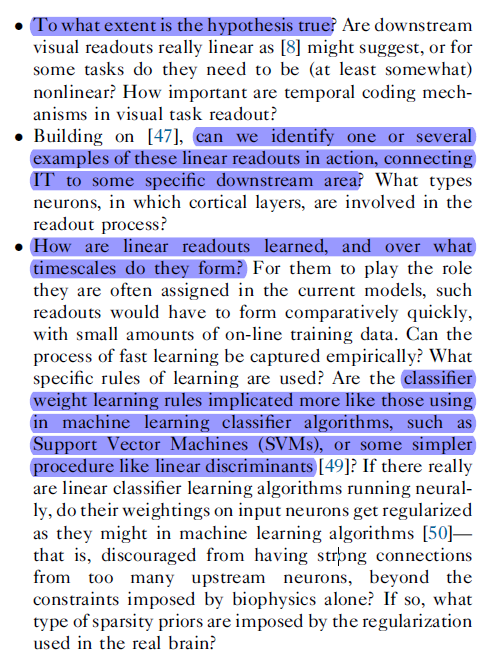 • To what extent is the hypothesis true? Are downstream
visual readouts really linear as [8] might suggest, or for
some tasks do they need to be (at least somewhat)
nonlinear? How important are temporal coding mech-
anisms in visual task readout?
• Building on [47], can we identify one or several
examples of these linear readouts in action, connecting
IT to some specific downstream area? What types
neurons, in which cortical layers, are involved in the
readout process?
• How are linear readouts learned, and over what
timescales do they form? For them to play the role
they are often assigned in the current models, such
readouts would have to form comparatively quickly,
with small amounts of on-line training data. Can the
process of fast learning be captured empirically? What
specific rules of learning are used? Are the classifier
weight learning rules implicated more like those using
in machine learning classifier algorithms, such as
Support Vector Machines (SVMs), or some simpler
procedure like linear discriminants [49]? If there really
are linear classifier learning algorithms running neural-
ly, do their weightings on input neurons get regularized
as they might in machine learning algorithms [50]—
that is, discouraged from having strong connections
from too many upstream neurons, beyond the
constraints imposed by biophysics alone? If so, what
type of sparsity priors are imposed by the regularization
used in the real brain?